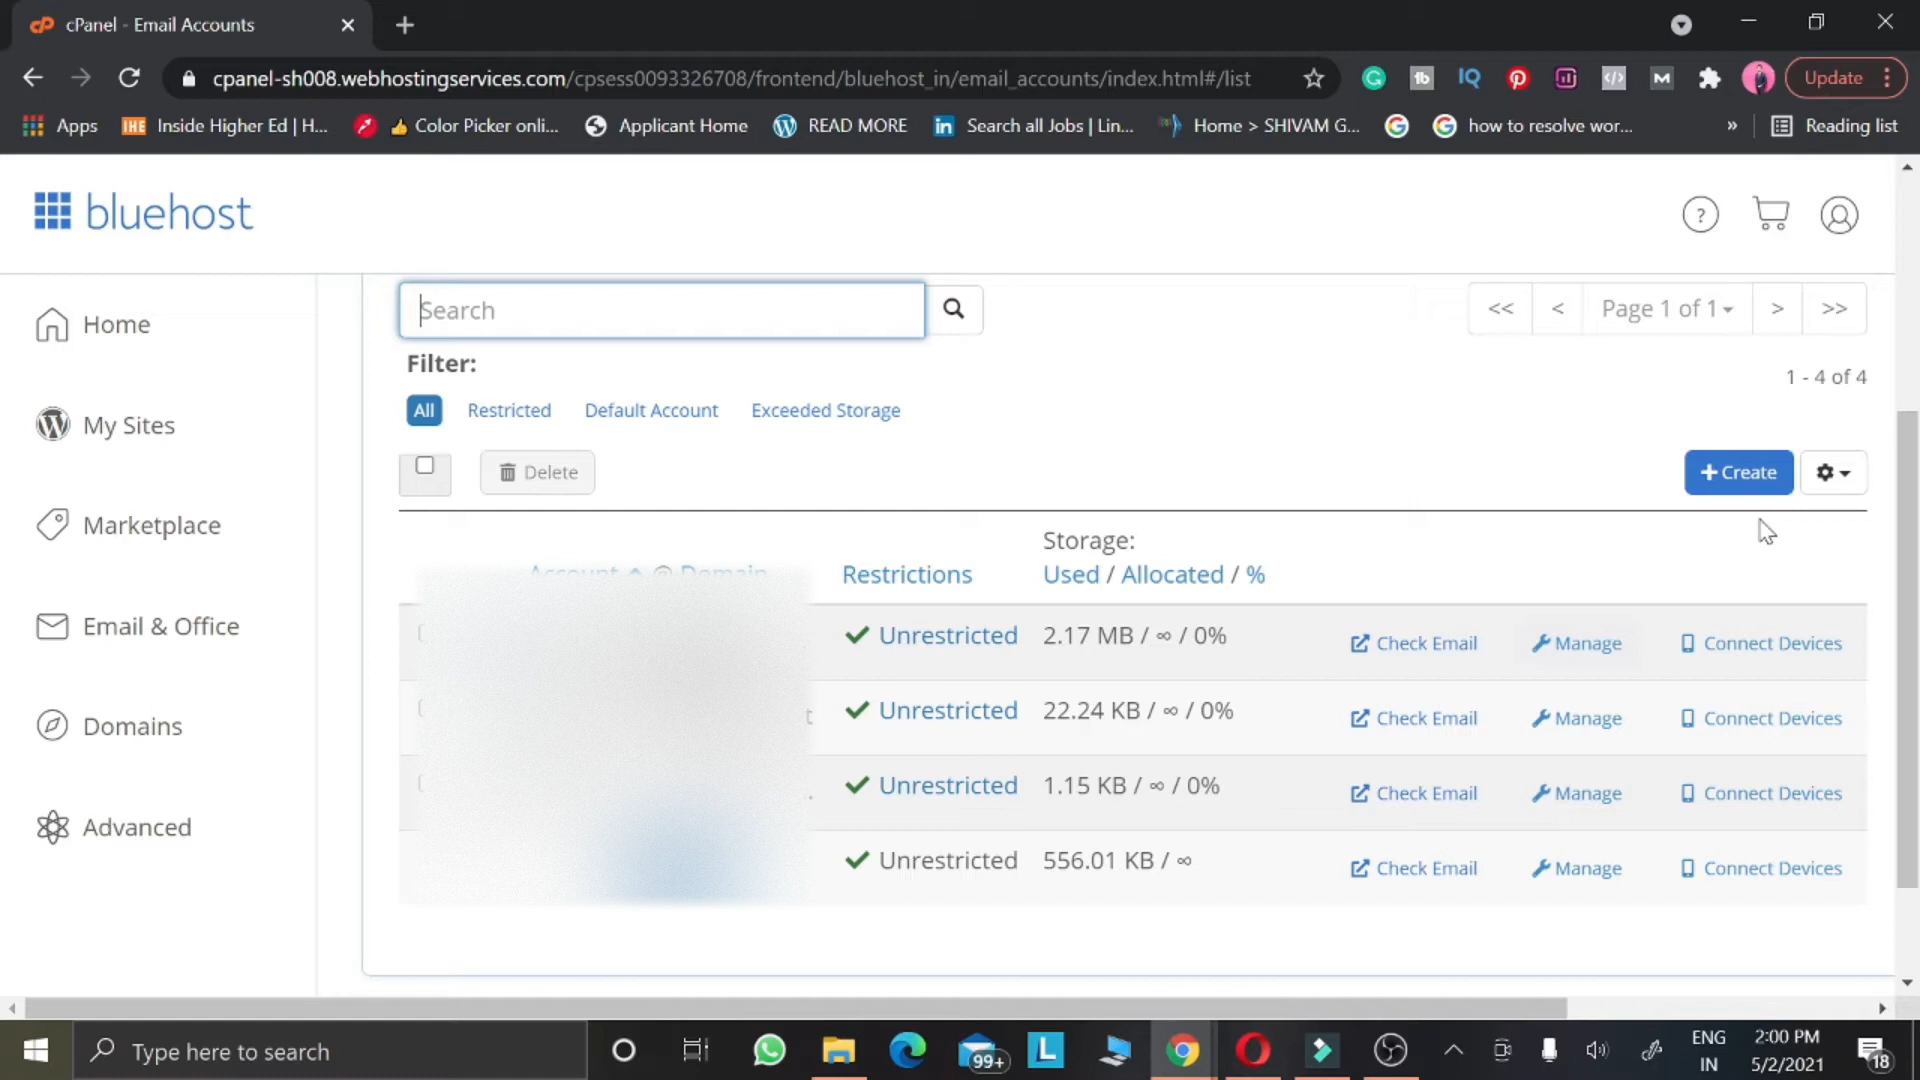 cPanel - Email Accounts
cpanel-sh008.webhostingservices.com/cpsess0093326708/frontend/bluehost_in/email_accounts/index.html#/list
Update
Apps
Inside Higher Ed | H...
Color Picker onli...
Applicant Home
READ MORE
Search all Jobs | Lin...
Home > SHIVAM G...
how to resolve wor...
»
Reading list
bluehost
Home
My Sites
Marketplace
Email & Office
Domains
Advanced
Search
<< < Page 1 of 1 > >>
Filter:
1 - 4 of 4
All Restricted Default Account Exceeded Storage
Delete
+ Create
Storage:
Account @ Domain Restrictions Used / Allocated / %
Unrestricted 2.17 MB / ∞ / 0% Check Email Manage Connect Devices
Unrestricted 22.24 KB / ∞ / 0% Check Email Manage Connect Devices
Unrestricted 1.15 KB / ∞ / 0% Check Email Manage Connect Devices
Unrestricted 556.01 KB / ∞ Check Email Manage Connect Devices
Type here to search
99+
ENG
IN
2:00 PM
5/2/2021
18